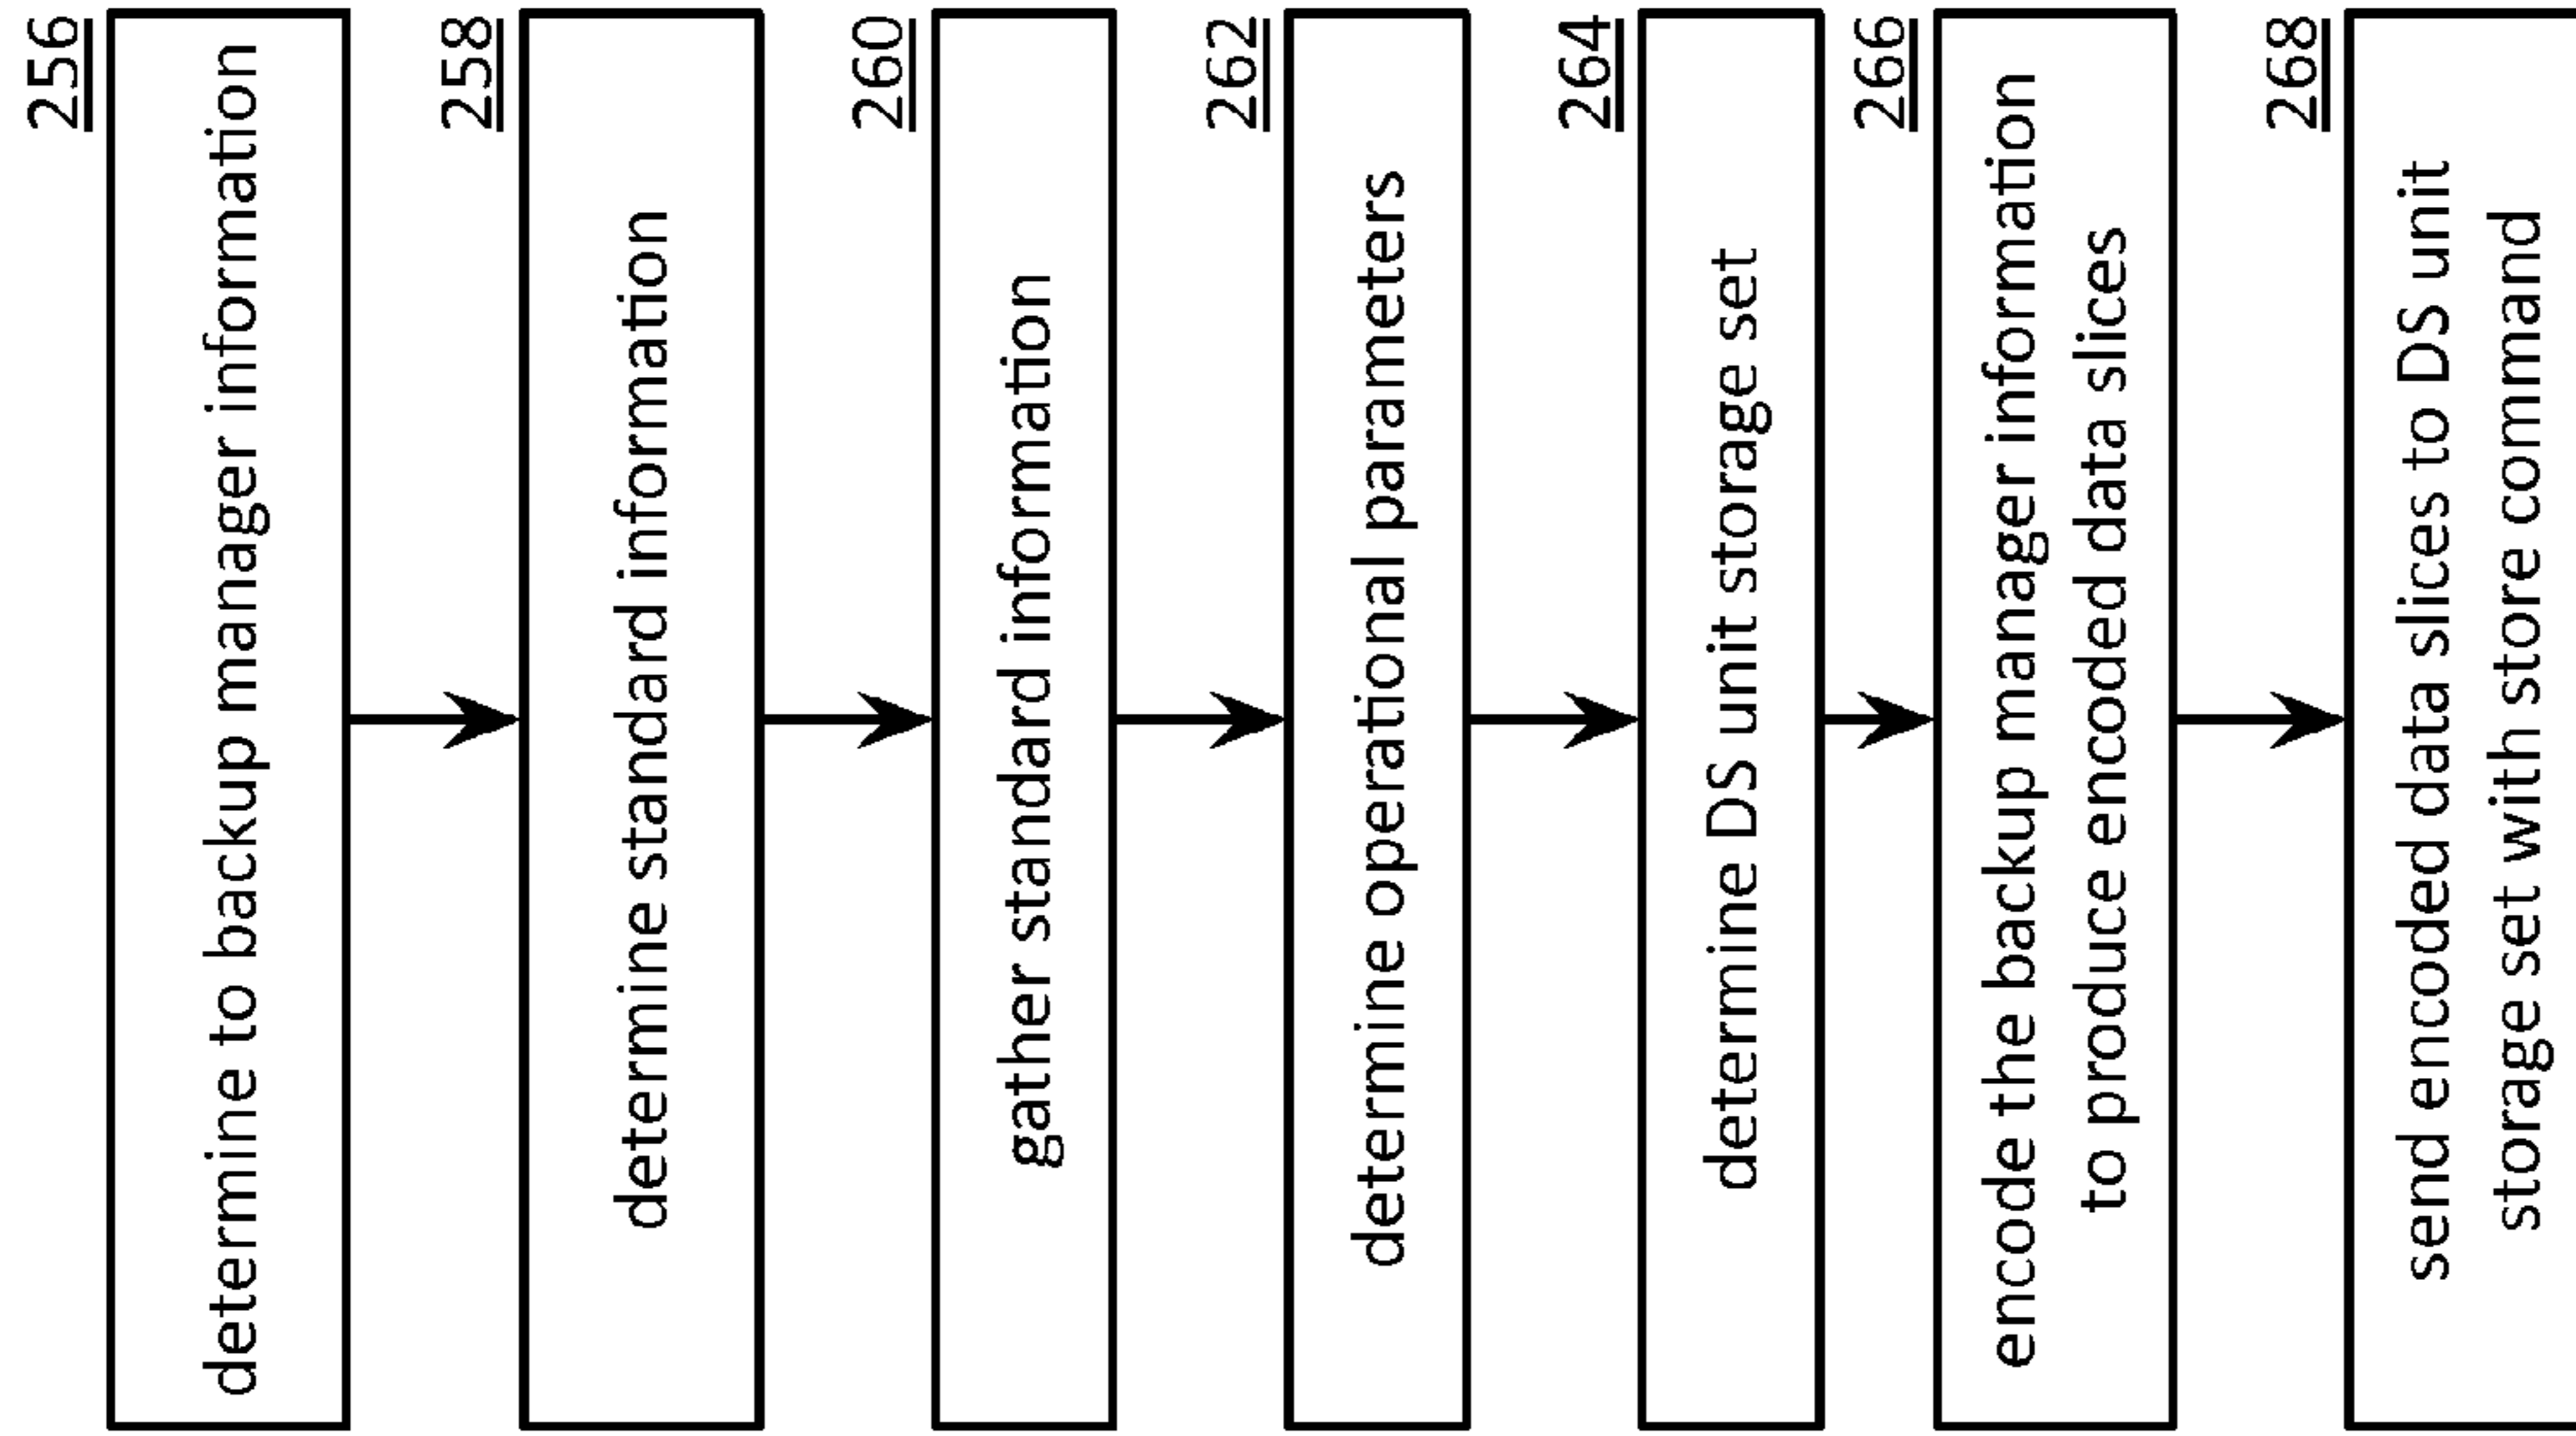 256
determine to backup manager information
258
determine standard information
260
gather standard information
262
determine operational parameters
264
determine DS unit storage set
266
encode the backup manager information
to produce encoded data slices
268
send encoded data slices to DS unit
storage set with store command